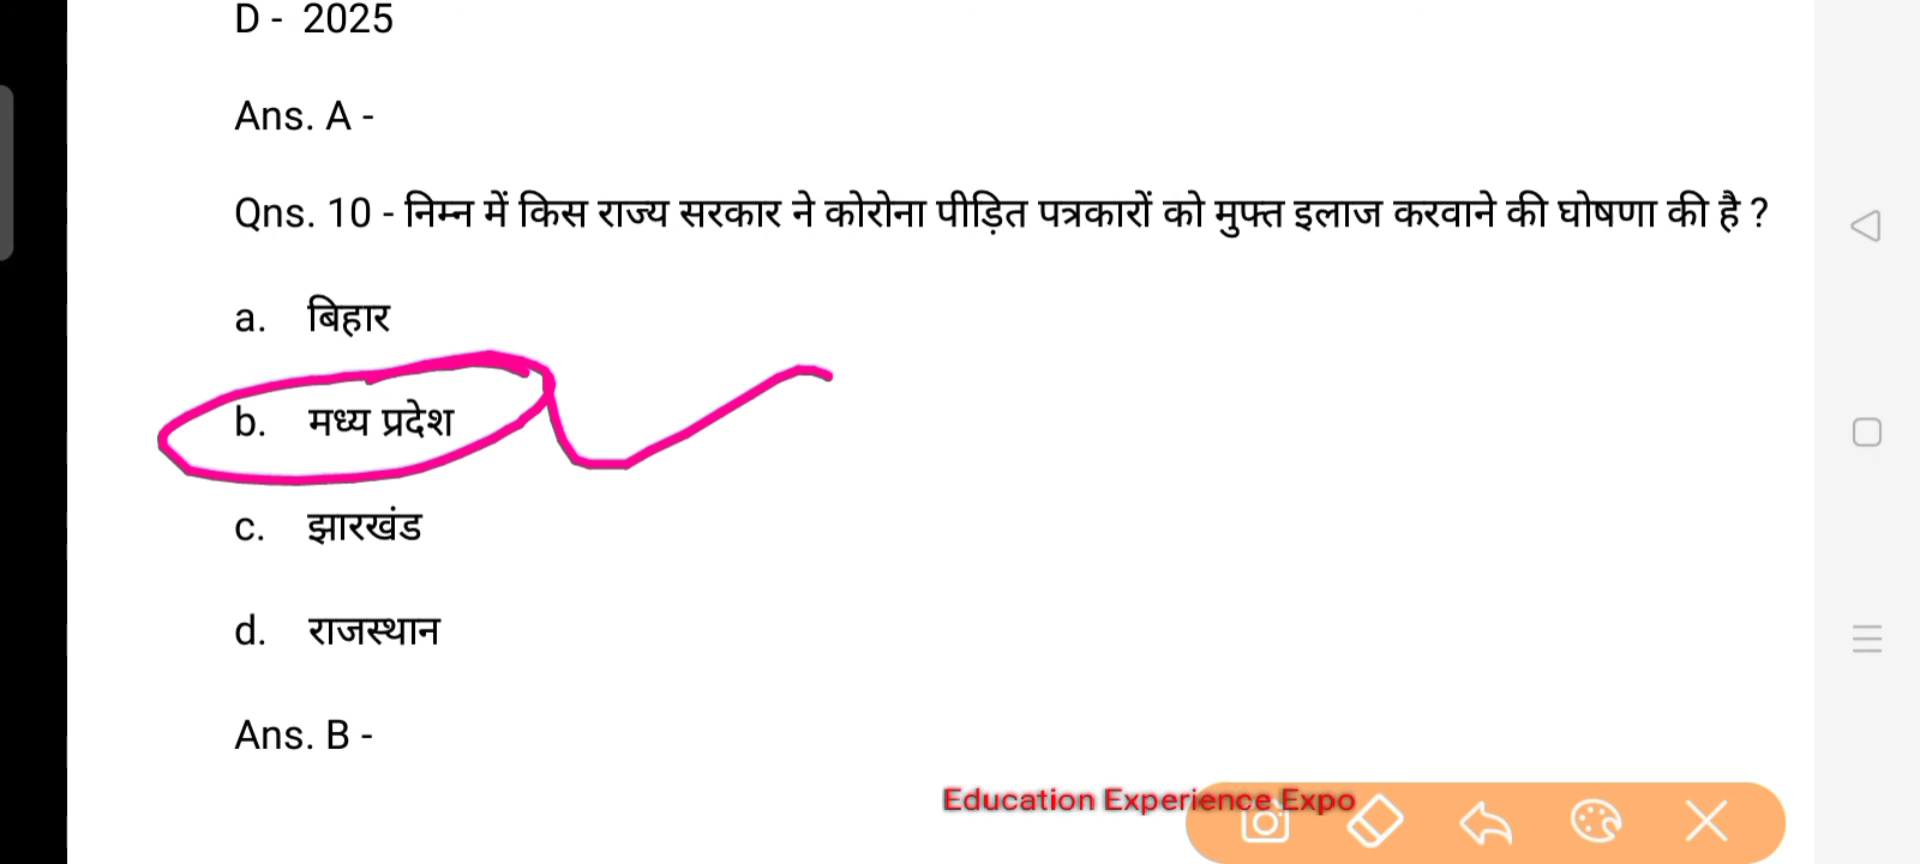 D - 2025
Ans. A -
Qns. 10 - निम्न में किस राज्य सरकार ने कोरोना पीड़ित पत्रकारों को मुफ्त इलाज करवाने की घोषणा की है ?
a. बिहार
b. मध्य प्रदेश
c. झारखंड
d. राजस्थान
Ans. B -
Education Experience Expo